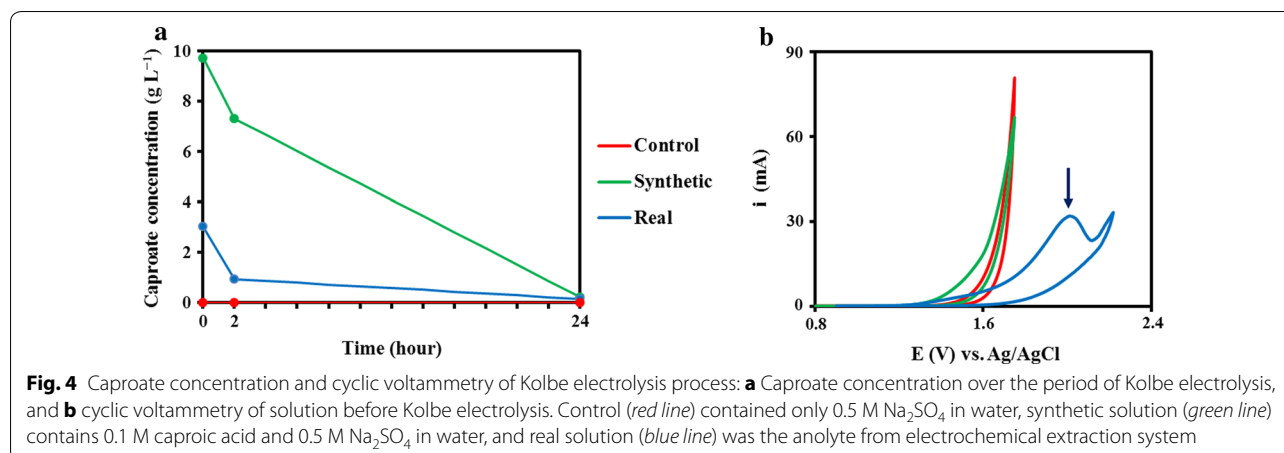 a
Caproate concentration (g L⁻¹)
10
8
6
4
2
0
0 2 24
Time (hour)
Control
Synthetic
Real
b
i (mA)
90
60
30
0
0.8 1.6 2.4
E (V) vs. Ag/AgCl
Fig. 4 Caproate concentration and cyclic voltammetry of Kolbe electrolysis process: a Caproate concentration over the period of Kolbe electrolysis,
and b cyclic voltammetry of solution before Kolbe electrolysis. Control (red line) contained only 0.5 M Na₂SO₄ in water, synthetic solution (green line)
contains 0.1 M caproic acid and 0.5 M Na₂SO₄ in water, and real solution (blue line) was the anolyte from electrochemical extraction system